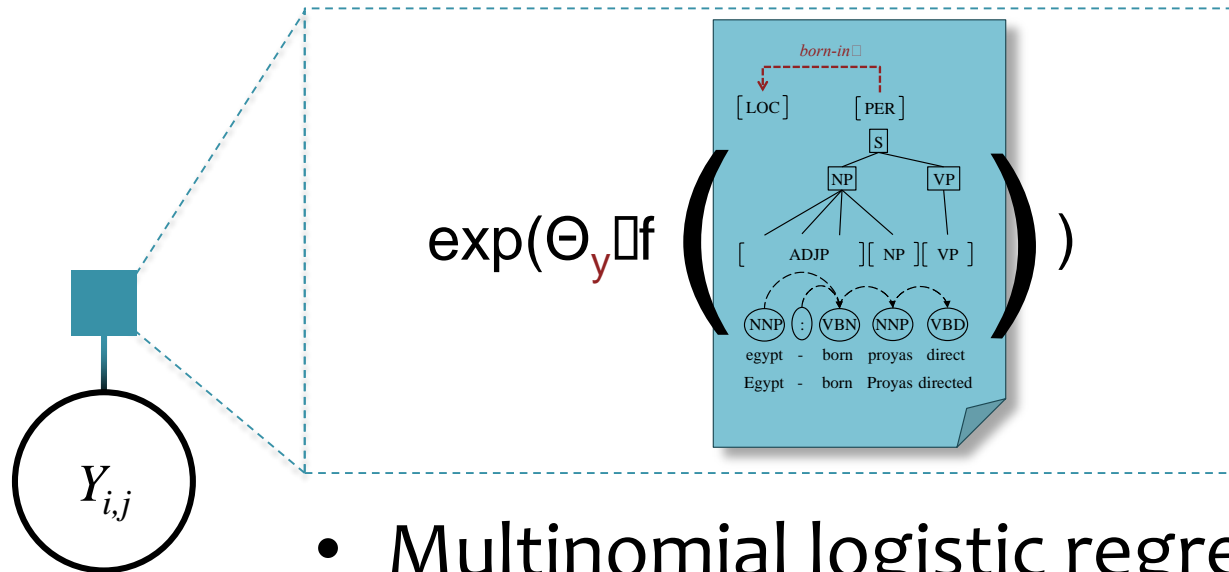 born-in
[LOC] [PER]
S
NP VP
exp(Θy f ( ) )
[ ADJP ][ NP ][ VP ]
NNP : VBN NNP VBD
egypt - born proyas direct
Egypt - born Proyas directed
Yi,j
• Multinomial logistic regre